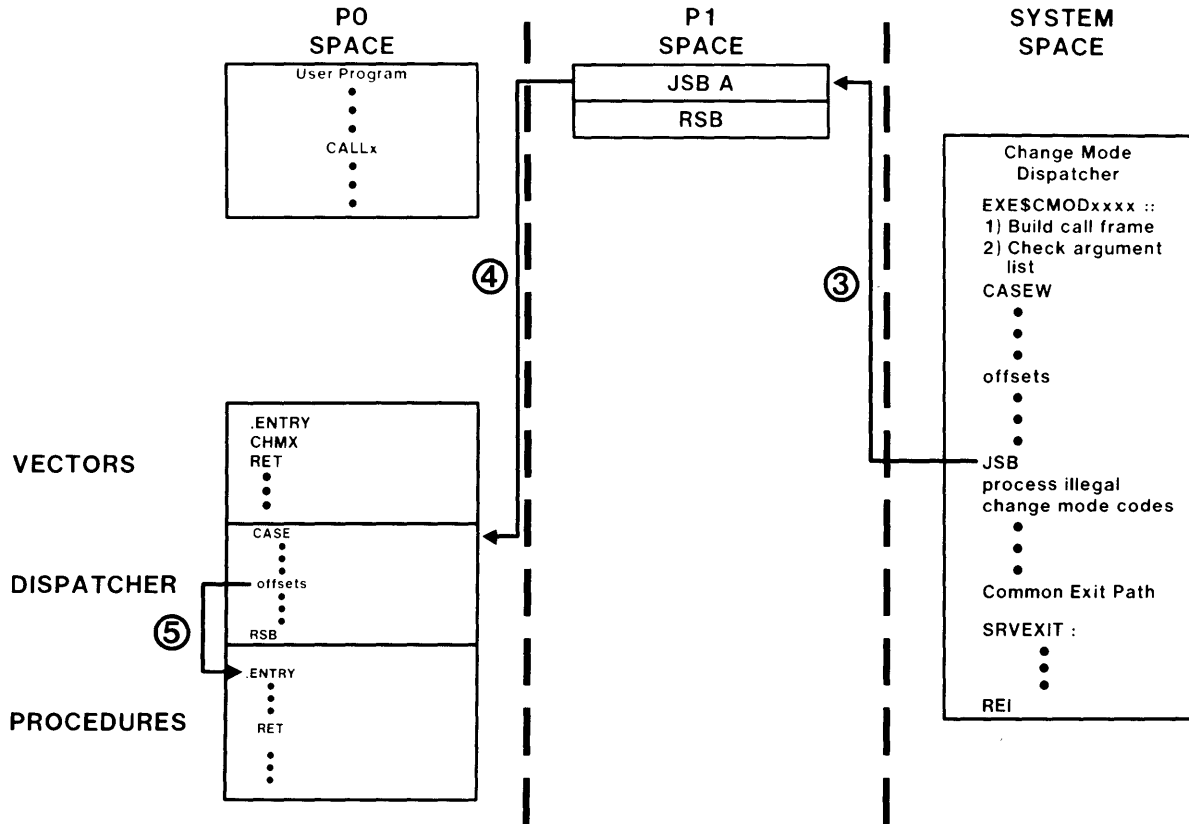 P0
SPACE
P1
SPACE
SYSTEM
SPACE
User Program
CALLx
JSB A
RSB
Change Mode
Dispatcher
EXE$CMODxxxx ::
1) Build call frame
2) Check argument
list
CASEW
offsets
JSB
process illegal
change mode codes
Common Exit Path
SRVEXIT :
REI
④
③
VECTORS
.ENTRY
CHMX
RET
DISPATCHER
CASE
offsets
RSB
⑤
PROCEDURES
.ENTRY
RET